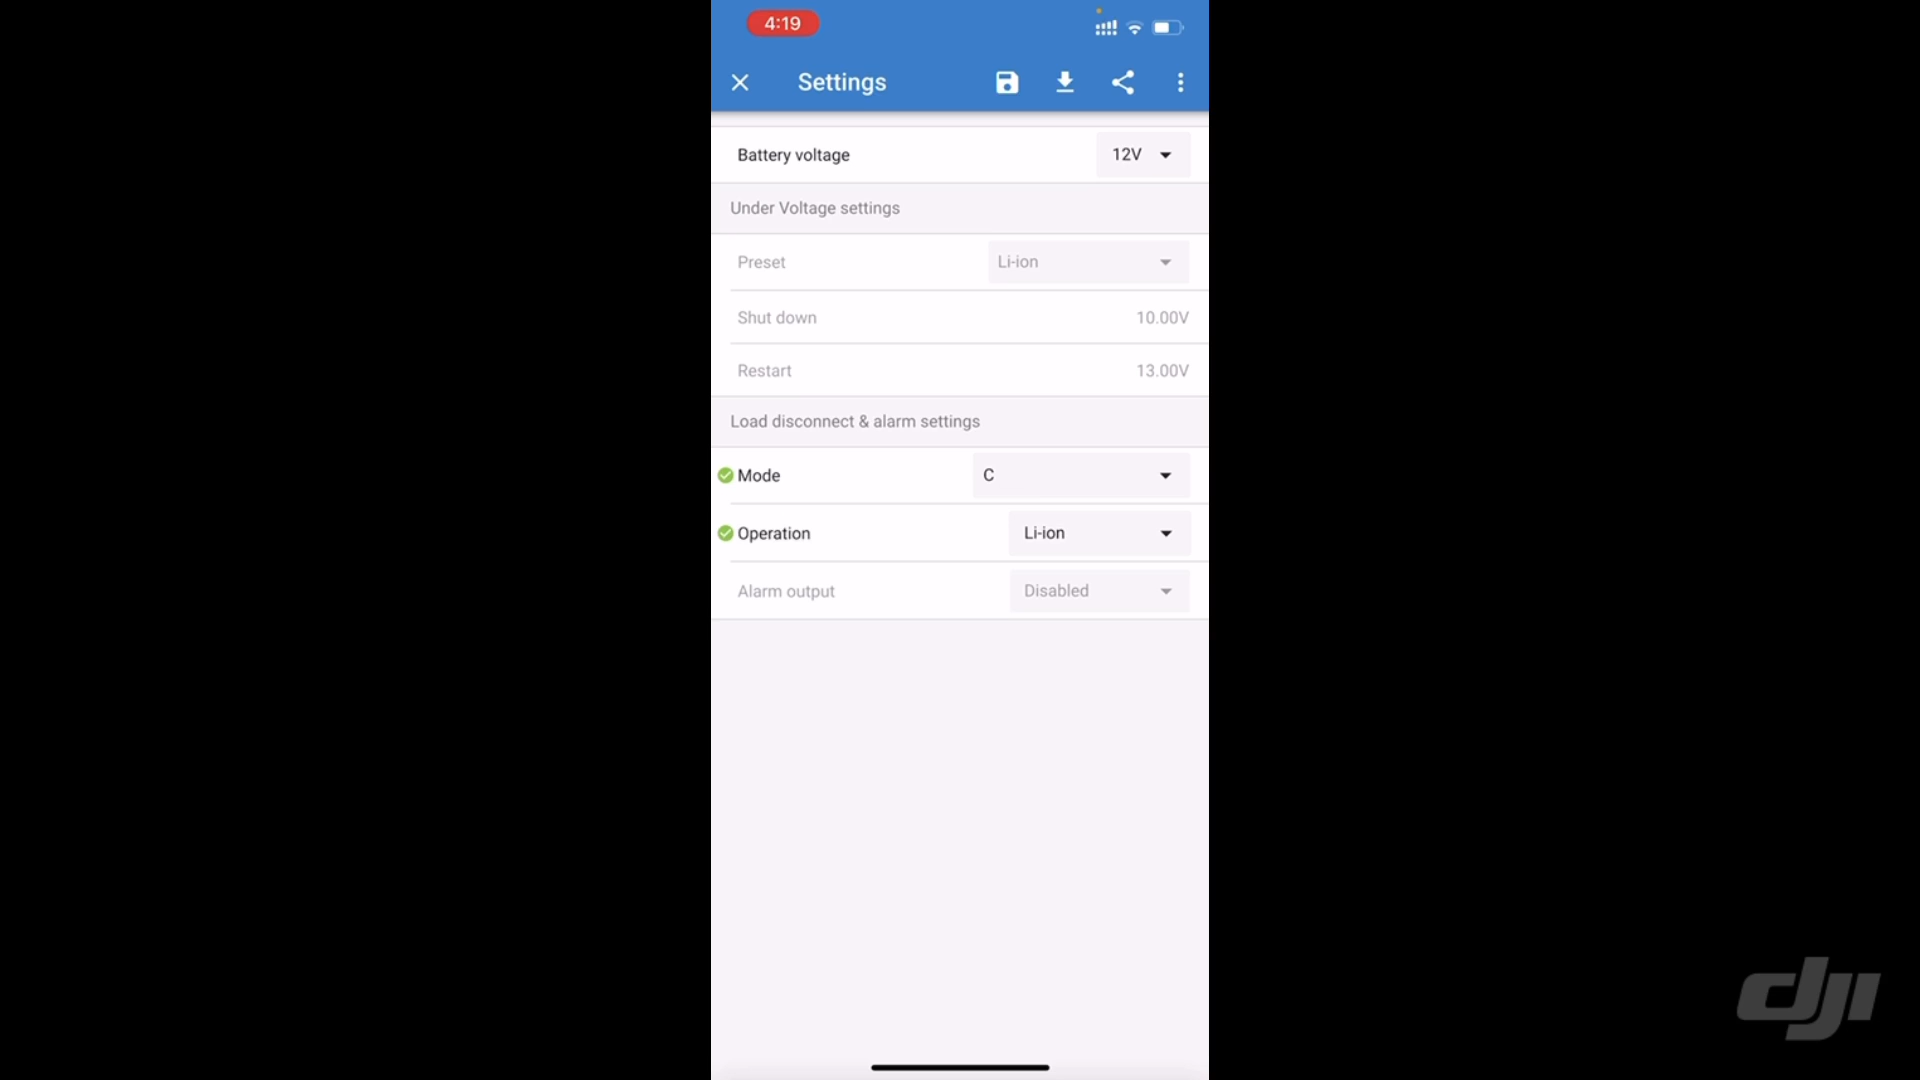 4:19
Settings
Battery voltage 12V
Under Voltage settings
Preset Li-ion
Shut down 10.00V
Restart 13.00V
Load disconnect & alarm settings
Mode C
Operation Li-ion
Alarm output Disabled
dji